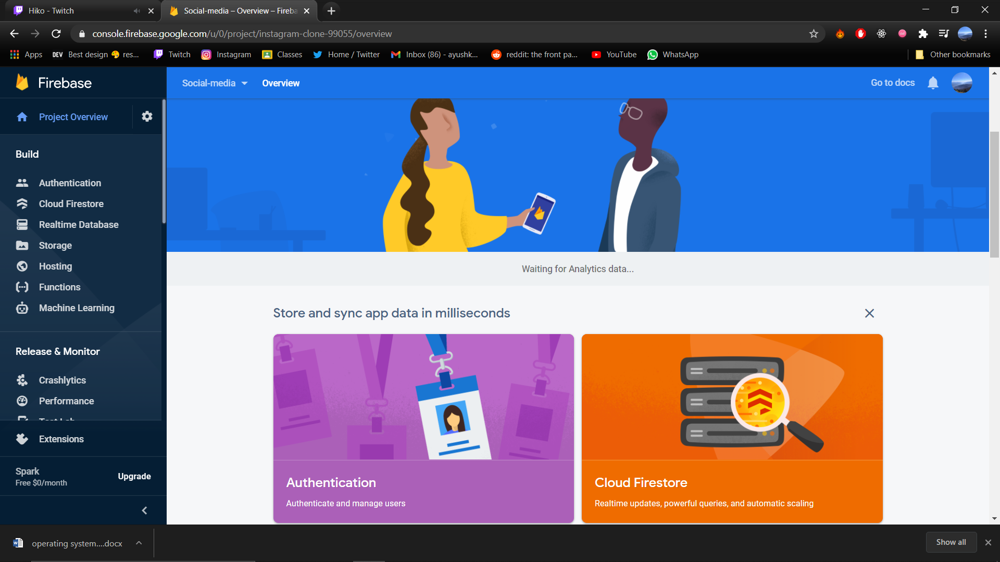 Hiko - Twitch
Social-media – Overview – Fireba
console.firebase.google.com/u/0/project/instagram-clone-99055/overview
Apps
DEV Best design 🎨 res...
Twitch
Instagram
Classes
Home / Twitter
Inbox (86) - ayushk...
reddit: the front pa...
YouTube
WhatsApp
Other bookmarks
Firebase
Social-media
Overview
Go to docs
Project Overview
Build
Authentication
Cloud Firestore
Realtime Database
Storage
Hosting
Functions
Machine Learning
Release & Monitor
Crashlytics
Performance
Test Lab
Extensions
Spark
Free $0/month
Upgrade
Waiting for Analytics data...
Store and sync app data in milliseconds
Authentication
Authenticate and manage users
Cloud Firestore
Realtime updates, powerful queries, and automatic scaling
operating system....docx
Show all